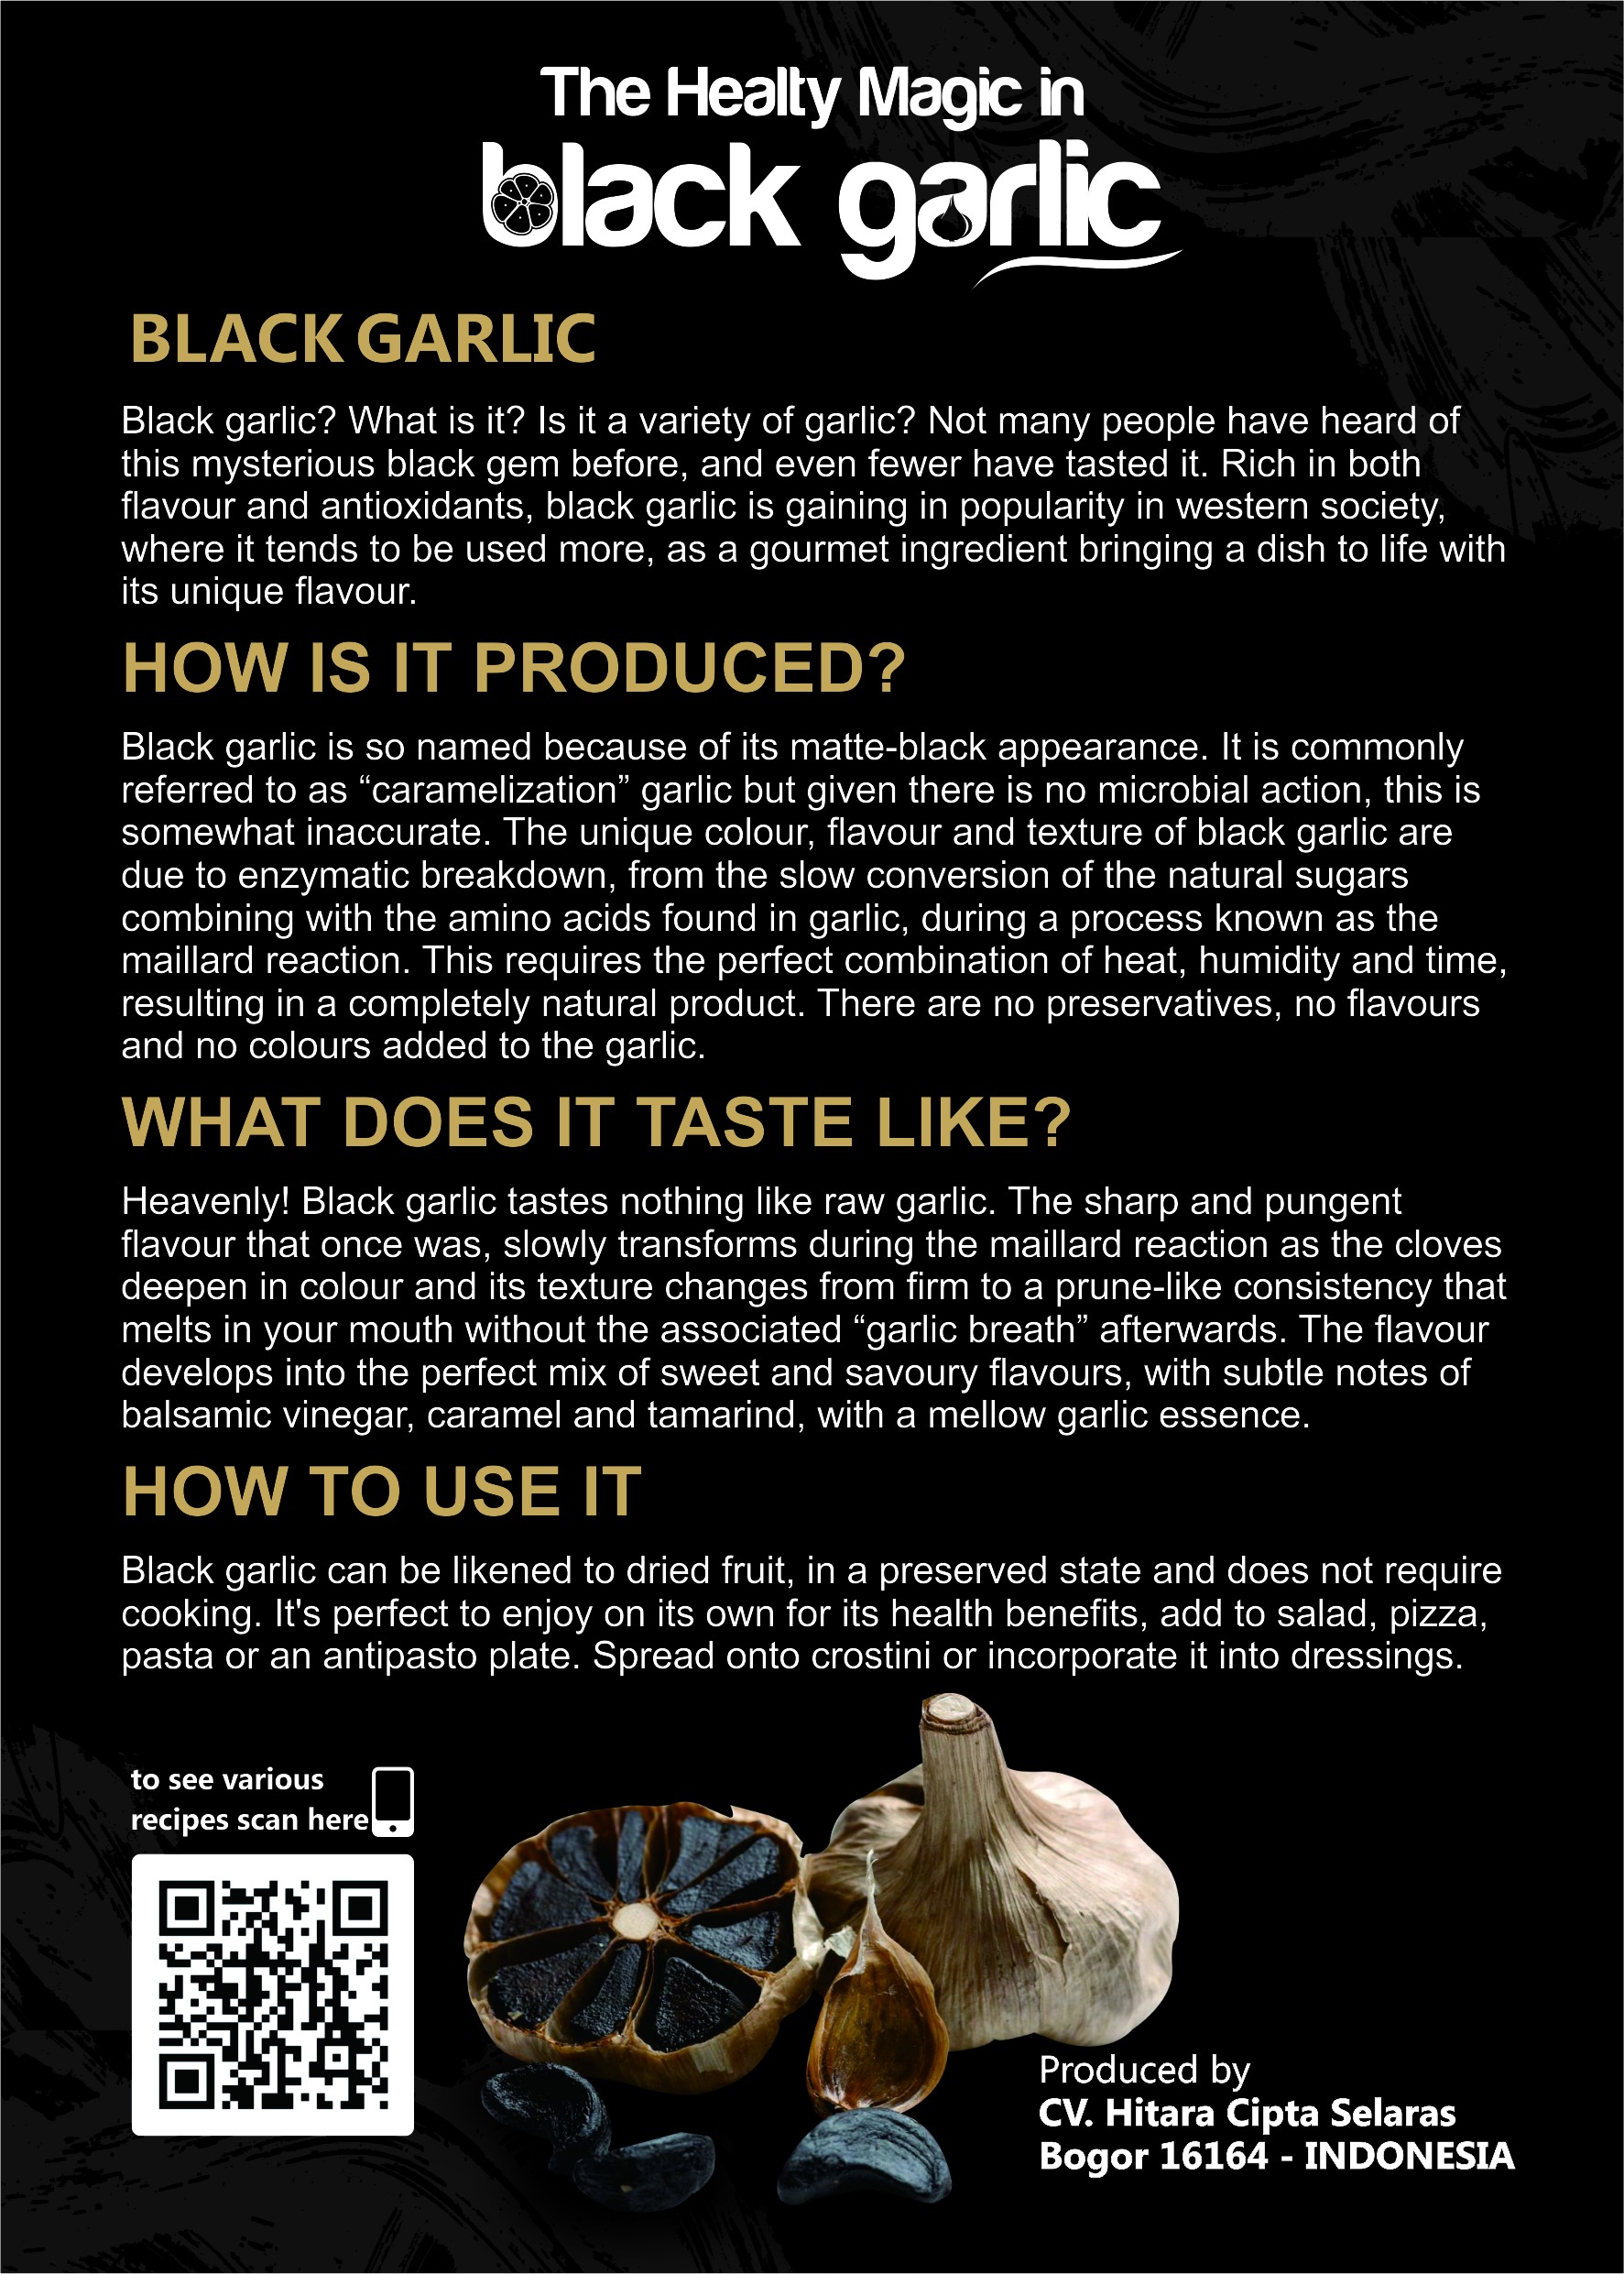 The Healty Magic in
black garlic
BLACK GARLIC
Black garlic? What is it? Is it a variety of garlic? Not many people have heard of
this mysterious black gem before, and even fewer have tasted it. Rich in both
flavour and antioxidants, black garlic is gaining in popularity in western society,
where it tends to be used more, as a gourmet ingredient bringing a dish to life with
its unique flavour.
HOW IS IT PRODUCED?
Black garlic is so named because of its matte-black appearance. It is commonly
referred to as “caramelization” garlic but given there is no microbial action, this is
somewhat inaccurate. The unique colour, flavour and texture of black garlic are
due to enzymatic breakdown, from the slow conversion of the natural sugars
combining with the amino acids found in garlic, during a process known as the
maillard reaction. This requires the perfect combination of heat, humidity and time,
resulting in a completely natural product. There are no preservatives, no flavours
and no colours added to the garlic.
WHAT DOES IT TASTE LIKE?
Heavenly! Black garlic tastes nothing like raw garlic. The sharp and pungent
flavour that once was, slowly transforms during the maillard reaction as the cloves
deepen in colour and its texture changes from firm to a prune-like consistency that
melts in your mouth without the associated “garlic breath” afterwards. The flavour
develops into the perfect mix of sweet and savoury flavours, with subtle notes of
balsamic vinegar, caramel and tamarind, with a mellow garlic essence.
HOW TO USE IT
Black garlic can be likened to dried fruit, in a preserved state and does not require
cooking. It's perfect to enjoy on its own for its health benefits, add to salad, pizza,
pasta or an antipasto plate. Spread onto crostini or incorporate it into dressings.
to see various
recipes scan here
Produced by
CV. Hitara Cipta Selaras
Bogor 16164 - INDONESIA